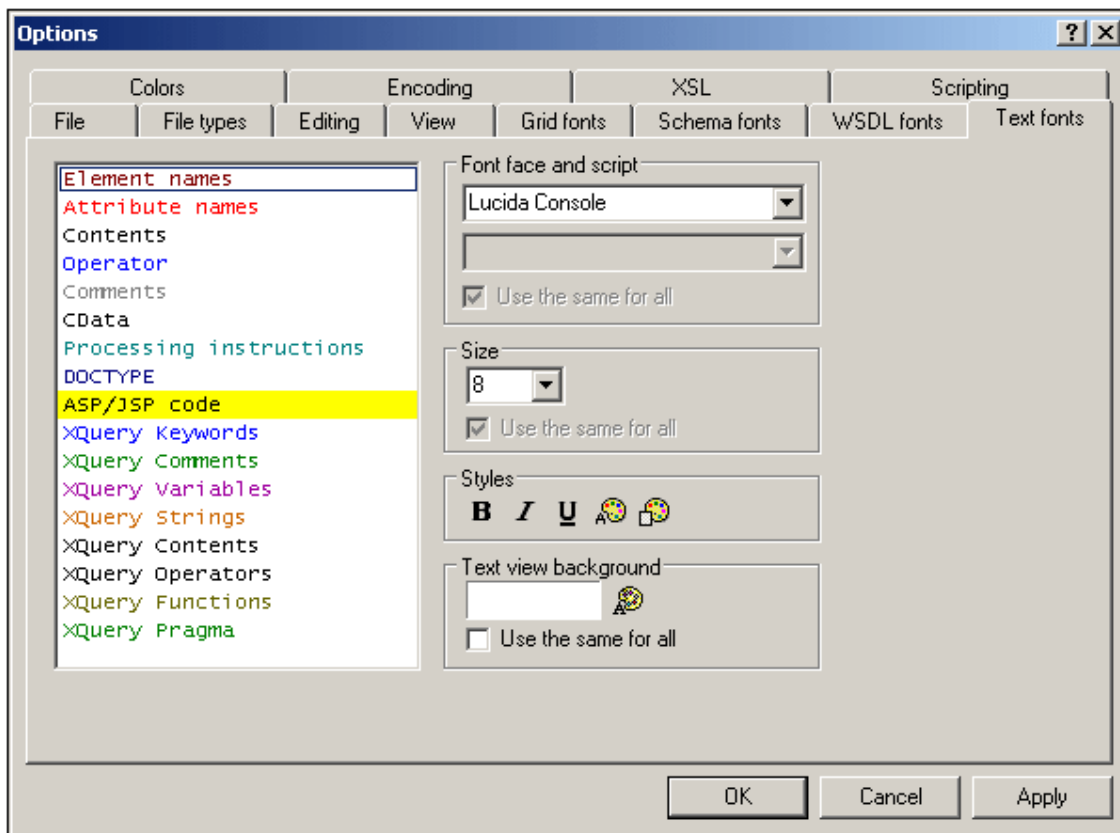 Options
Colors Encoding XSL Scripting
File File types Editing View Grid fonts Schema fonts WSDL fonts Text fonts
Element names
Attribute names
Contents
Operator
Comments
CData
Processing instructions
DOCTYPE
ASP/JSP code
XQuery Keywords
XQuery Comments
XQuery Variables
XQuery Strings
XQuery Contents
XQuery Operators
XQuery Functions
XQuery Pragma
Font face and script
Lucida Console
Use the same for all
Size
8
Use the same for all
Styles
B I U A
Text view background
A
Use the same for all
OK Cancel Apply